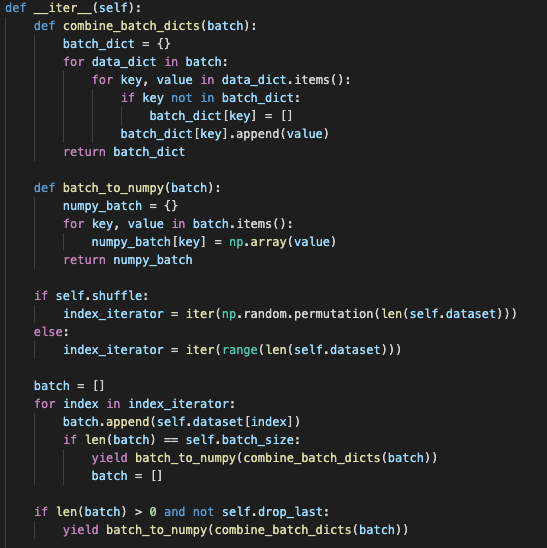 def __iter__(self):
    def combine_batch_dicts(batch):
        batch_dict = {}
        for data_dict in batch:
            for key, value in data_dict.items():
                if key not in batch_dict:
                    batch_dict[key] = []
                batch_dict[key].append(value)
        return batch_dict

    def batch_to_numpy(batch):
        numpy_batch = {}
        for key, value in batch.items():
            numpy_batch[key] = np.array(value)
        return numpy_batch

    if self.shuffle:
        index_iterator = iter(np.random.permutation(len(self.dataset)))
    else:
        index_iterator = iter(range(len(self.dataset)))

    batch = []
    for index in index_iterator:
        batch.append(self.dataset[index])
        if len(batch) == self.batch_size:
            yield batch_to_numpy(combine_batch_dicts(batch))
            batch = []

    if len(batch) > 0 and not self.drop_last:
        yield batch_to_numpy(combine_batch_dicts(batch))